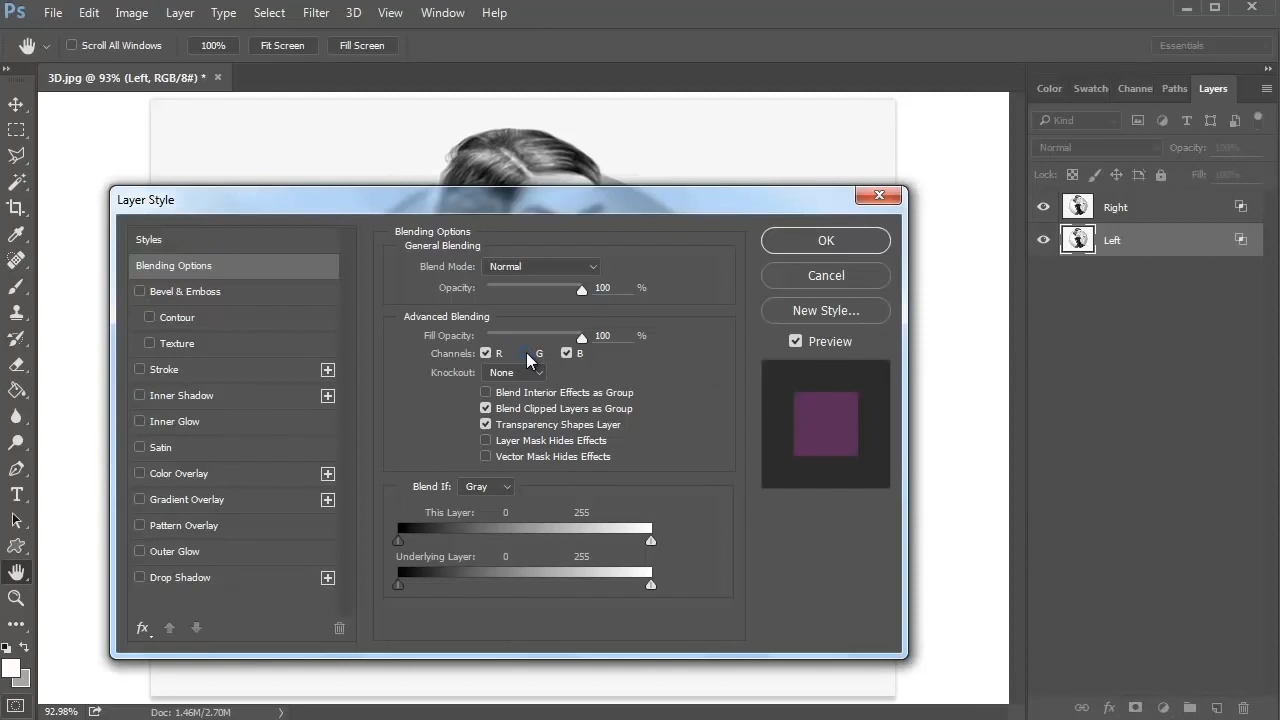 Ps File Edit Image Layer Type Select Filter 3D View Window Help
Scroll All Windows 100% Fit Screen Fill Screen Essentials
3D.jpg @ 93% (Left, RGB/8#) * ×
Color Swatch Channe Paths Layers
Kind
Normal Opacity: 100%
Lock: Fill: 100%
Right
Left
Layer Style
Styles
Blending Options
Bevel & Emboss
Contour
Texture
Stroke
Inner Shadow
Inner Glow
Satin
Color Overlay
Gradient Overlay
Pattern Overlay
Outer Glow
Drop Shadow
fx
Blending Options
General Blending
Blend Mode: Normal
Opacity: 100 %
Advanced Blending
Fill Opacity: 100 %
Channels: R G B
Knockout: None
Blend Interior Effects as Group
Blend Clipped Layers as Group
Transparency Shapes Layer
Layer Mask Hides Effects
Vector Mask Hides Effects
Blend If: Gray
This Layer: 0 255
Underlying Layer: 0 255
OK
Cancel
New Style...
Preview
92.98% Doc: 1.46M/2.70M
fx